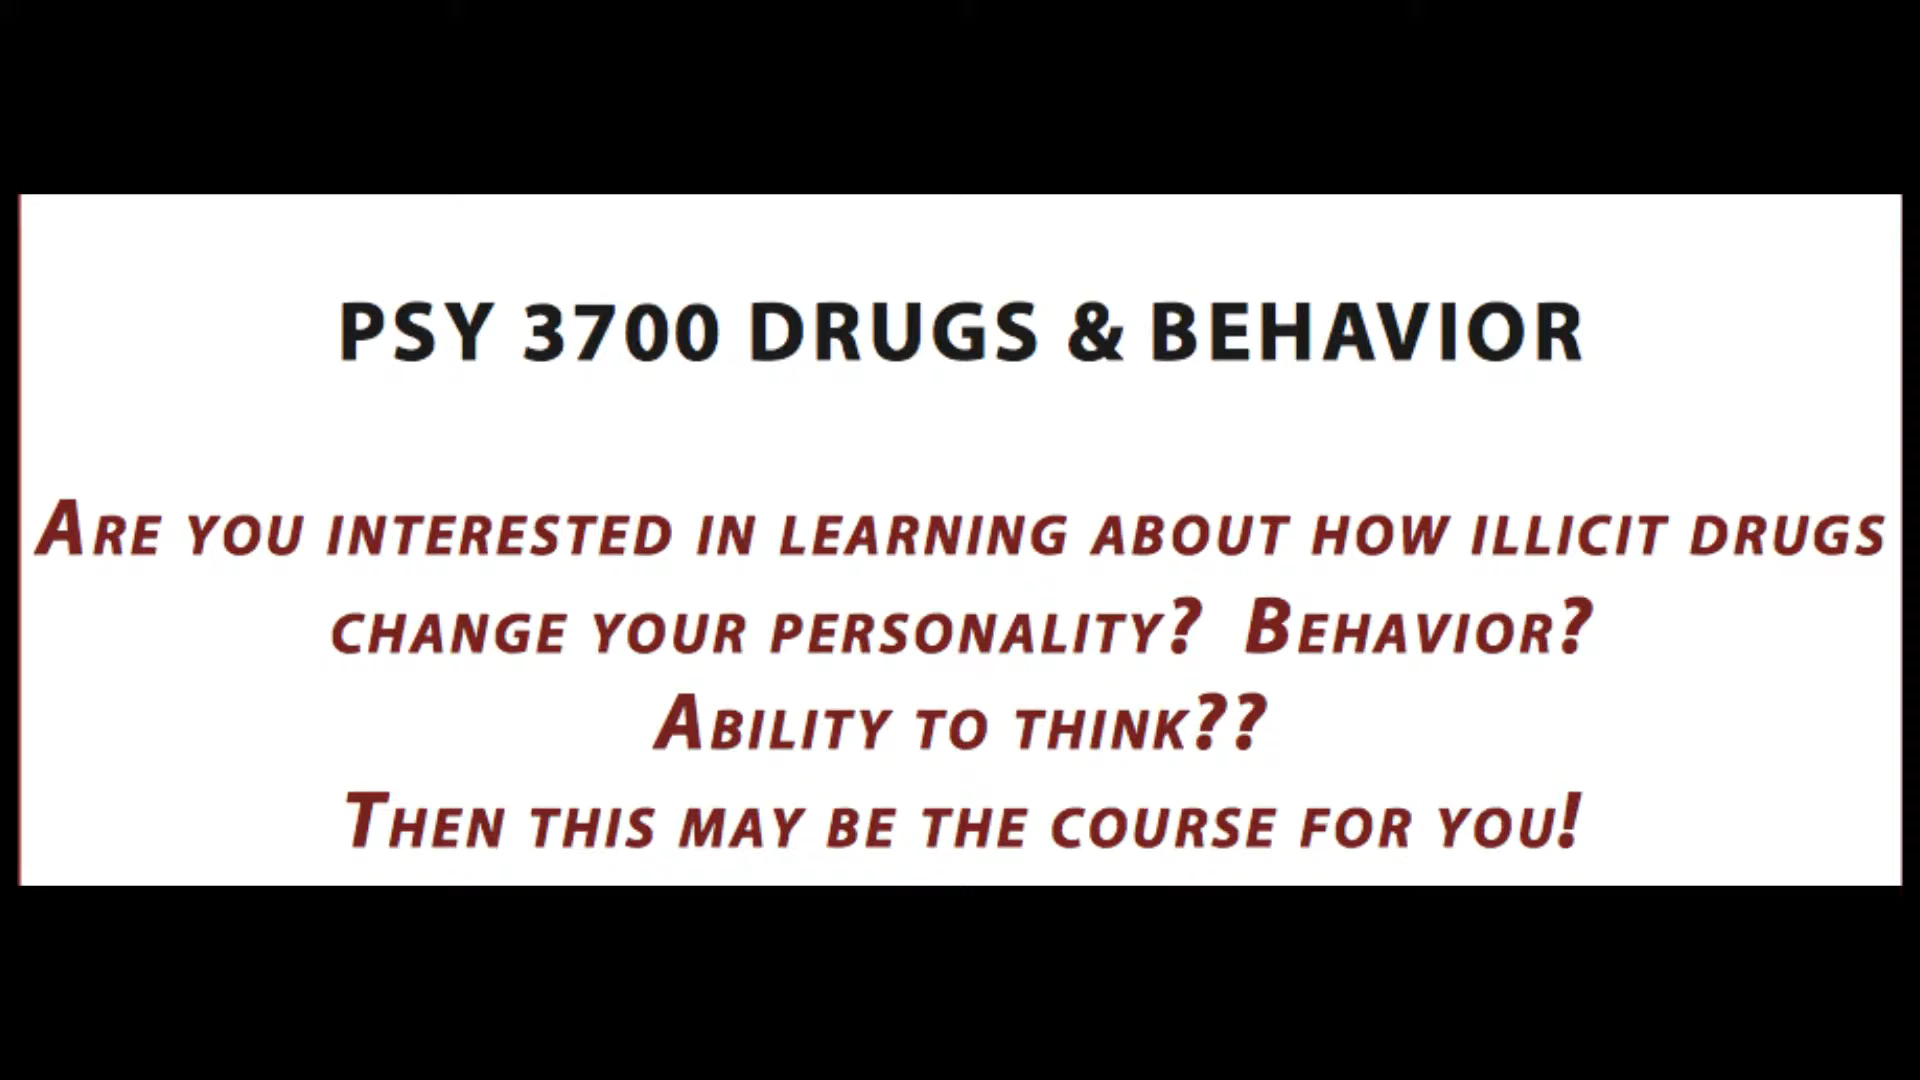 PSY 3700 DRUGS & BEHAVIOR
ARE YOU INTERESTED IN LEARNING ABOUT HOW ILLICIT DRUGS
CHANGE YOUR PERSONALITY? BEHAVIOR?
ABILITY TO THINK??
THEN THIS MAY BE THE COURSE FOR YOU!